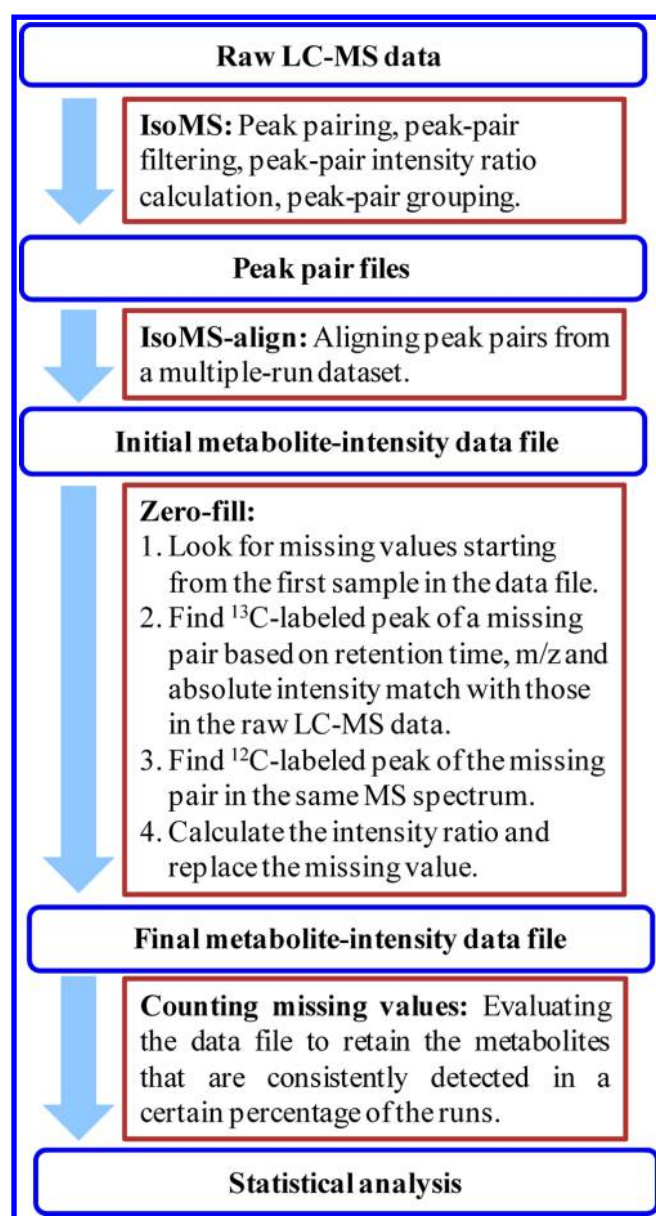 Raw LC-MS data
IsoMS: Peak pairing, peak-pair
filtering, peak-pair intensity ratio
calculation, peak-pair grouping.
Peak pair files
IsoMS-align: Aligning peak pairs from
a multiple-run dataset.
Initial metabolite-intensity data file
Zero-fill:
1. Look for missing values starting
from the first sample in the data file.
2. Find ¹³C-labeled peak of a missing
pair based on retention time, m/z and
absolute intensity match with those
in the raw LC-MS data.
3. Find ¹²C-labeled peak of the missing
pair in the same MS spectrum.
4. Calculate the intensity ratio and
replace the missing value.
Final metabolite-intensity data file
Counting missing values: Evaluating
the data file to retain the metabolites
that are consistently detected in a
certain percentage of the runs.
Statistical analysis